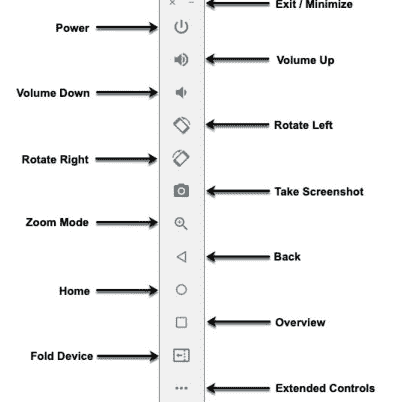 Exit / Minimize
Power
Volume Up
Volume Down
Rotate Left
Rotate Right
Take Screenshot
Zoom Mode
Back
Home
Overview
Fold Device
Extended Controls